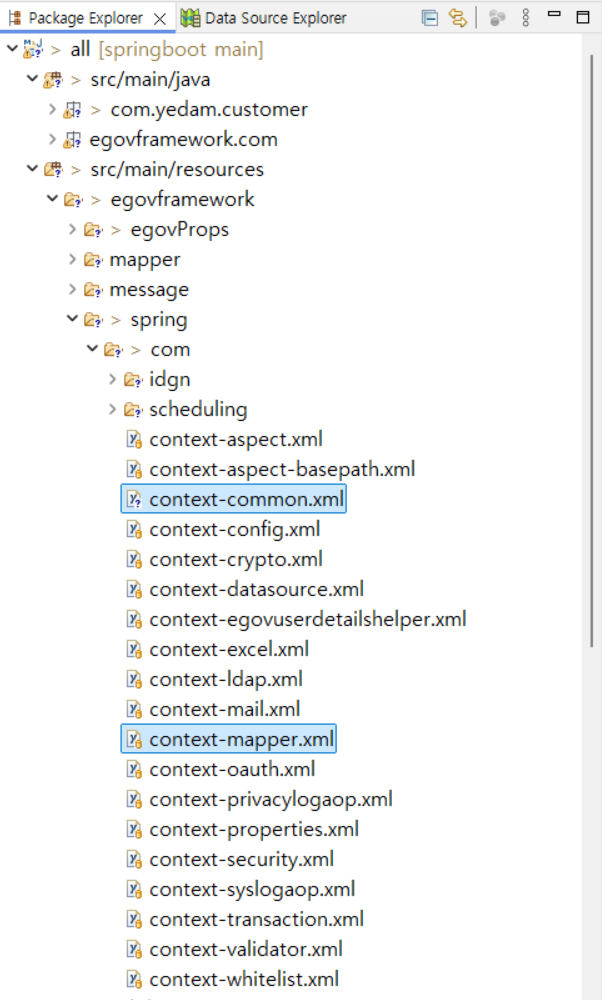 Package Explorer Data Source Explorer
> all [springboot main]
> src/main/java
> com.yedam.customer
egovframework.com
> src/main/resources
> egovframework
> egovProps
mapper
message
> spring
> com
idgn
scheduling
context-aspect.xml
context-aspect-basepath.xml
context-common.xml
context-config.xml
context-crypto.xml
context-datasource.xml
context-egovuserdetailshelper.xml
context-excel.xml
context-ldap.xml
context-mail.xml
context-mapper.xml
context-oauth.xml
context-privacylogaop.xml
context-properties.xml
context-security.xml
context-syslogaop.xml
context-transaction.xml
context-validator.xml
context-whitelist.xml